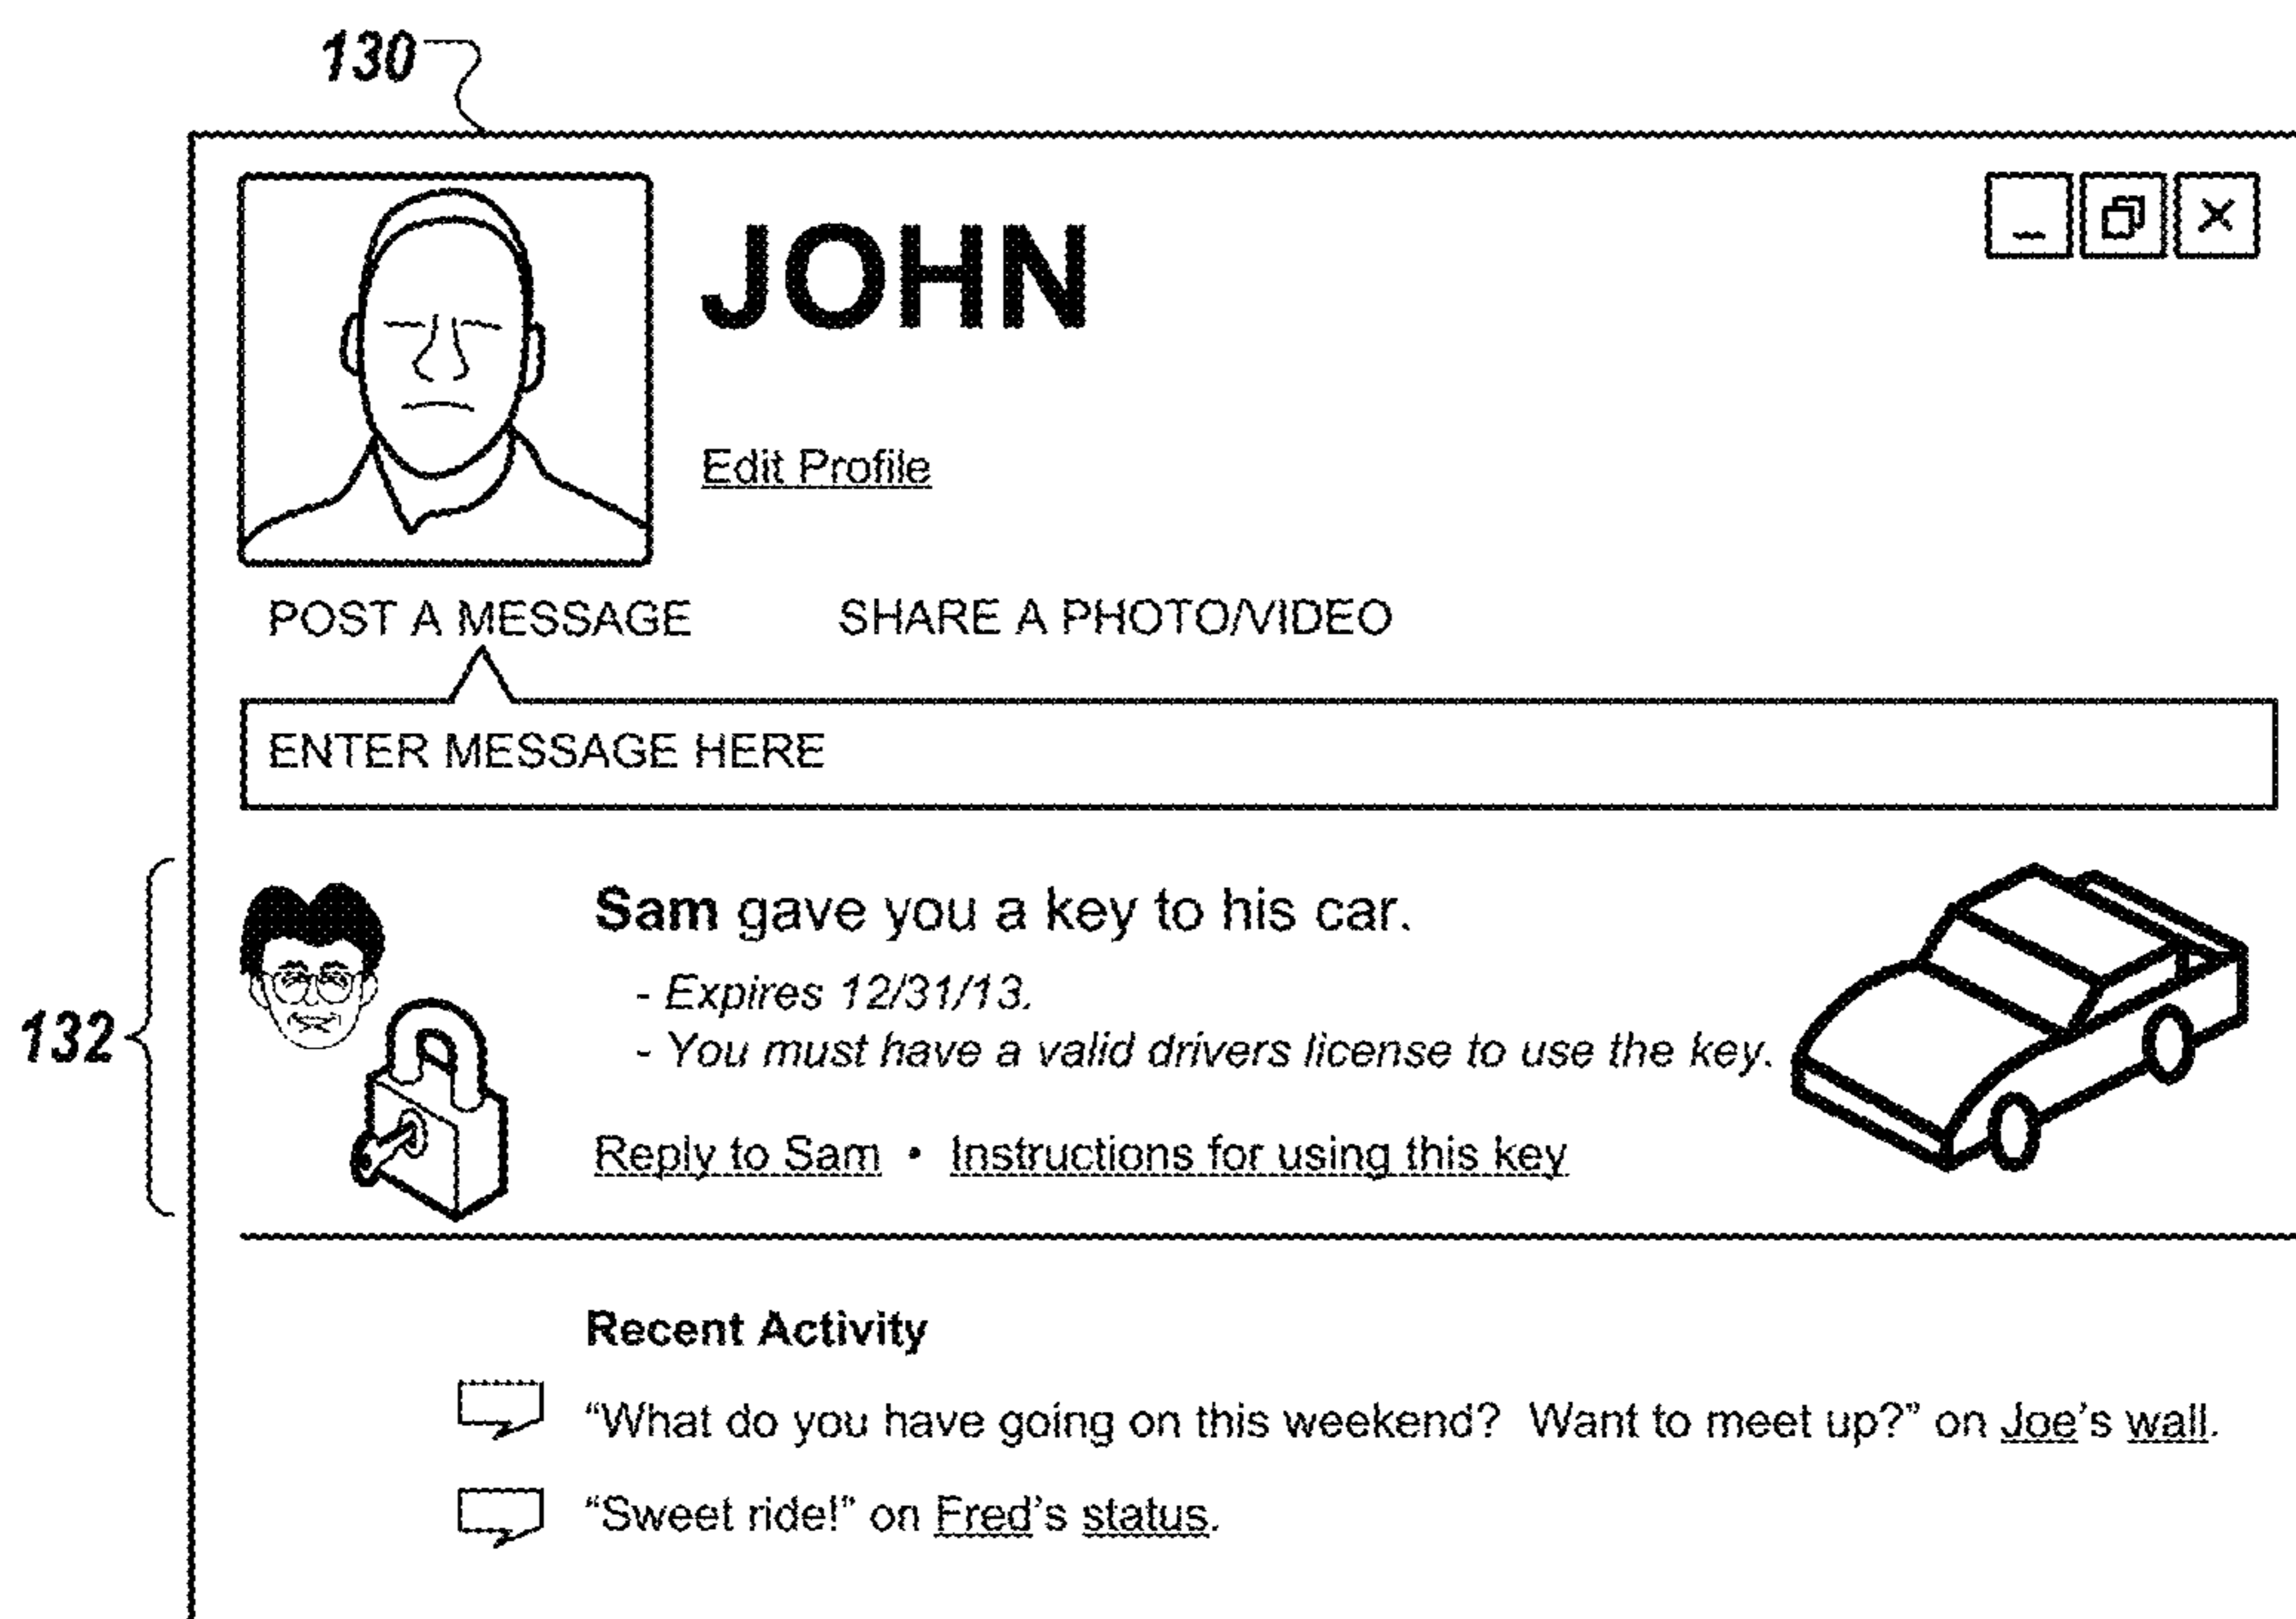 130
JOHN
Edit Profile
POST A MESSAGE SHARE A PHOTO/VIDEO
ENTER MESSAGE HERE
132
Sam gave you a key to his car.
- Expires 12/31/13.
- You must have a valid drivers license to use the key.
Reply to Sam • Instructions for using this key
Recent Activity
“What do you have going on this weekend? Want to meet up?” on Joe’s wall.
“Sweet ride!” on Fred’s status.